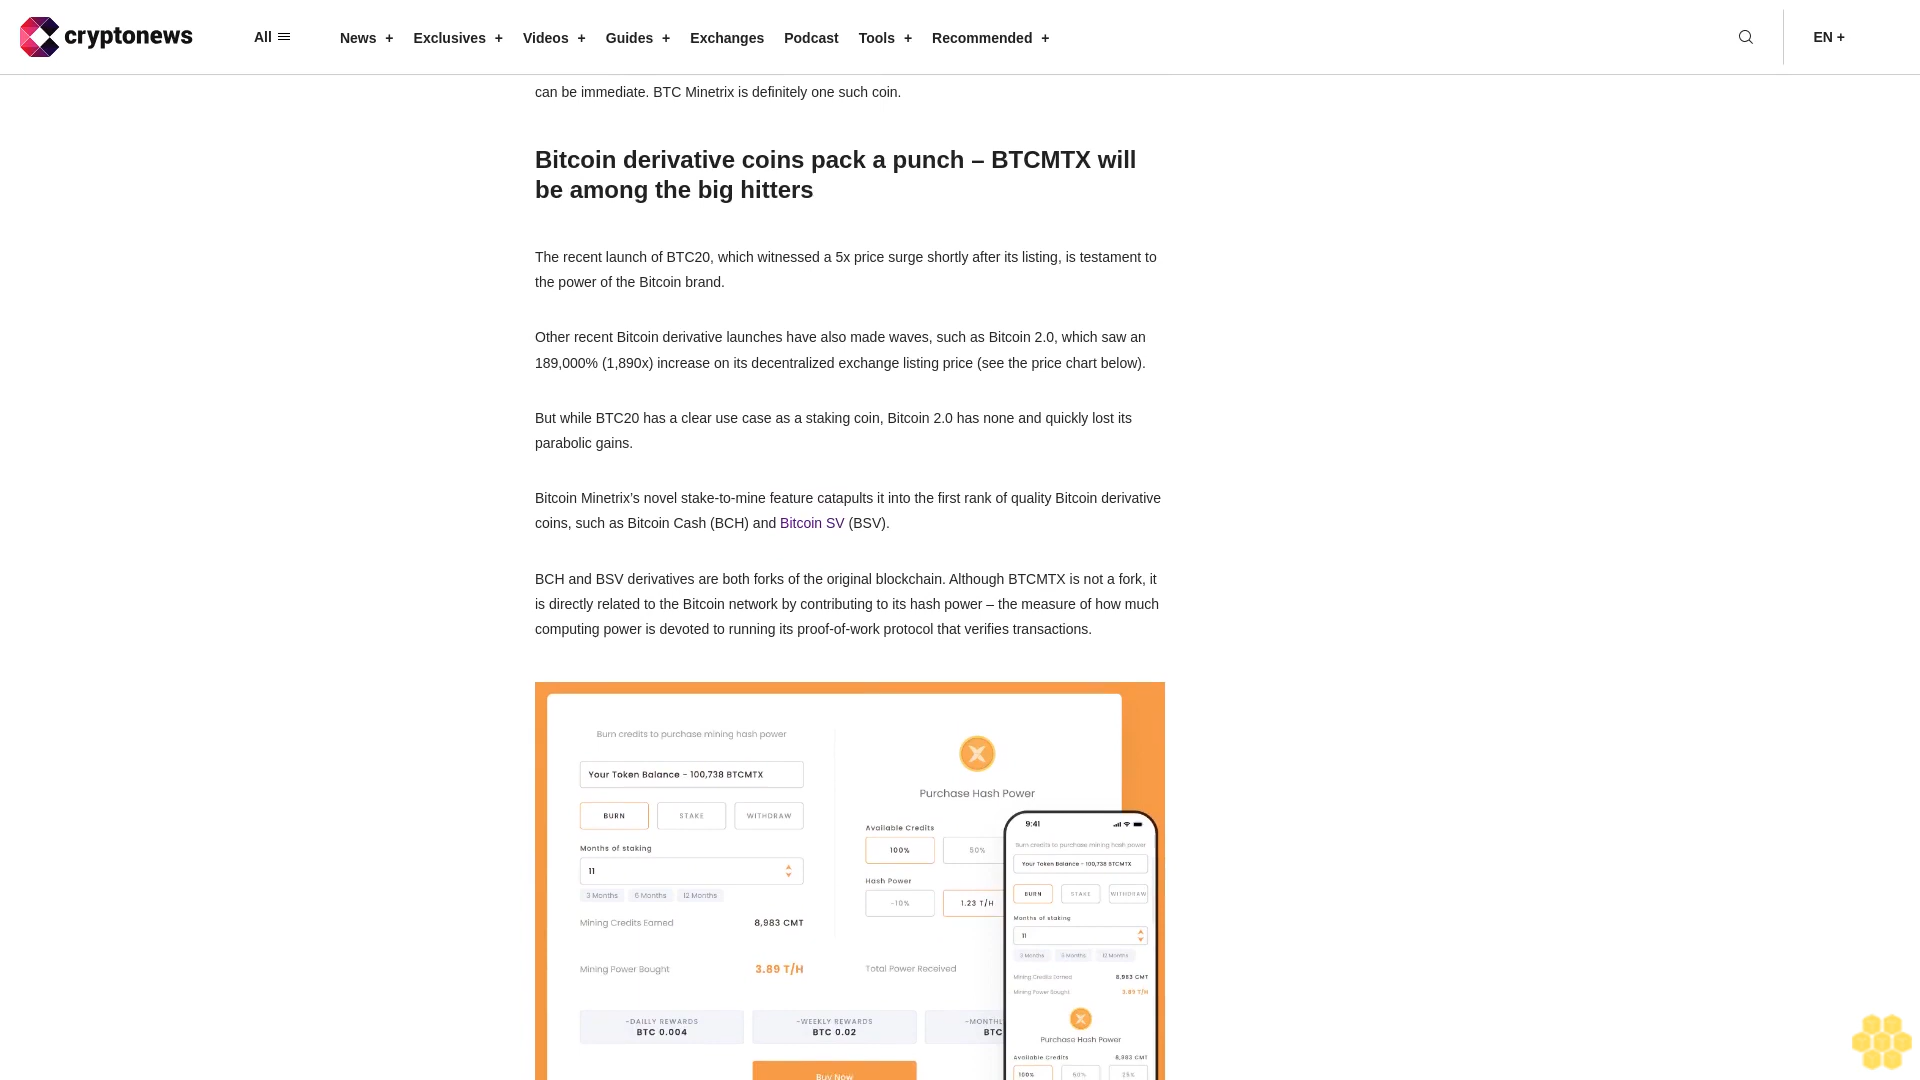 cryptonews
All
News +
Exclusives +
Videos +
Guides +
Exchanges
Podcast
Tools +
Recommended +
EN +
can be immediate. BTC Minetrix is definitely one such coin.
Bitcoin derivative coins pack a punch – BTCMTX will
be among the big hitters
The recent launch of BTC20, which witnessed a 5x price surge shortly after its listing, is testament to
the power of the Bitcoin brand.
Other recent Bitcoin derivative launches have also made waves, such as Bitcoin 2.0, which saw an
189,000% (1,890x) increase on its decentralized exchange listing price (see the price chart below).
But while BTC20 has a clear use case as a staking coin, Bitcoin 2.0 has none and quickly lost its
parabolic gains.
Bitcoin Minetrix’s novel stake-to-mine feature catapults it into the first rank of quality Bitcoin derivative
coins, such as Bitcoin Cash (BCH) and Bitcoin SV (BSV).
BCH and BSV derivatives are both forks of the original blockchain. Although BTCMTX is not a fork, it
is directly related to the Bitcoin network by contributing to its hash power – the measure of how much
computing power is devoted to running its proof-of-work protocol that verifies transactions.
Burn credits to purchase mining hash power
Your Token Balance - 100,738 BTCMTX
BURN
STAKE
WITHDRAW
Months of staking
11
3 Months
6 Months
12 Months
Mining Credits Earned
8,983 CMT
Mining Power Bought
3.89 T/H
Purchase Hash Power
Available Credits
100%
50%
Hash Power
~10%
1.23 T/H
Total Power Received
~DAILLY REWARDS
BTC 0.004
~WEEKLY REWARDS
BTC 0.02
~MONTHL
BTC
Buy Now
9:41
Burn credits to purchase mining hash power
Your Token Balance - 100,738 BTCMTX
BURN
STAKE
WITHDRAW
Months of staking
11
3 Months
6 Months
12 Months
Mining Credits Earned
8,983 CMT
Mining Power Bought
3.89 T/H
Purchase Hash Power
Available Credits
8,983 CMT
100%
50%
25%